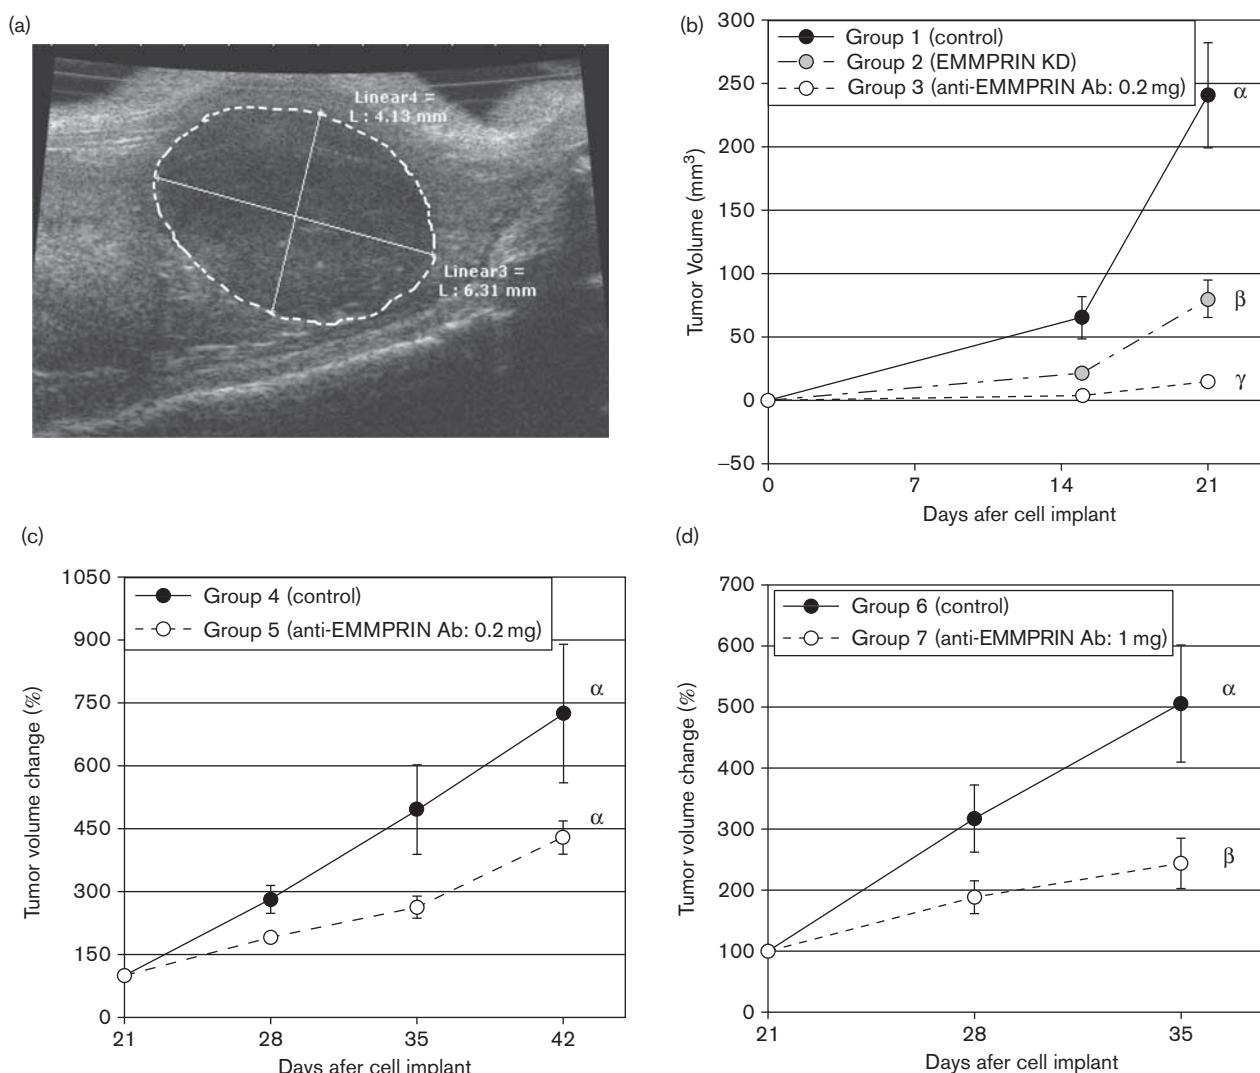 (a)
Linear4 =
L : 4.13 mm
Linear3 =
L : 6.31 mm
(b)
Group 1 (control)
Group 2 (EMMPRIN KD)
Group 3 (anti-EMMPRIN Ab: 0.2 mg)
300
250
200
150
100
50
0
–50
Tumor Volume (mm³)
α
β
γ
0 7 14 21
Days afer cell implant
(c)
Group 4 (control)
Group 5 (anti-EMMPRIN Ab: 0.2 mg)
1050
900
750
600
450
300
150
0
Tumor volume change (%)
α
α
21 28 35 42
Days afer cell implant
(d)
Group 6 (control)
Group 7 (anti-EMMPRIN Ab: 1 mg)
700
600
500
400
300
200
100
0
Tumor volume change (%)
α
β
21 28 35
Days afer cell implant